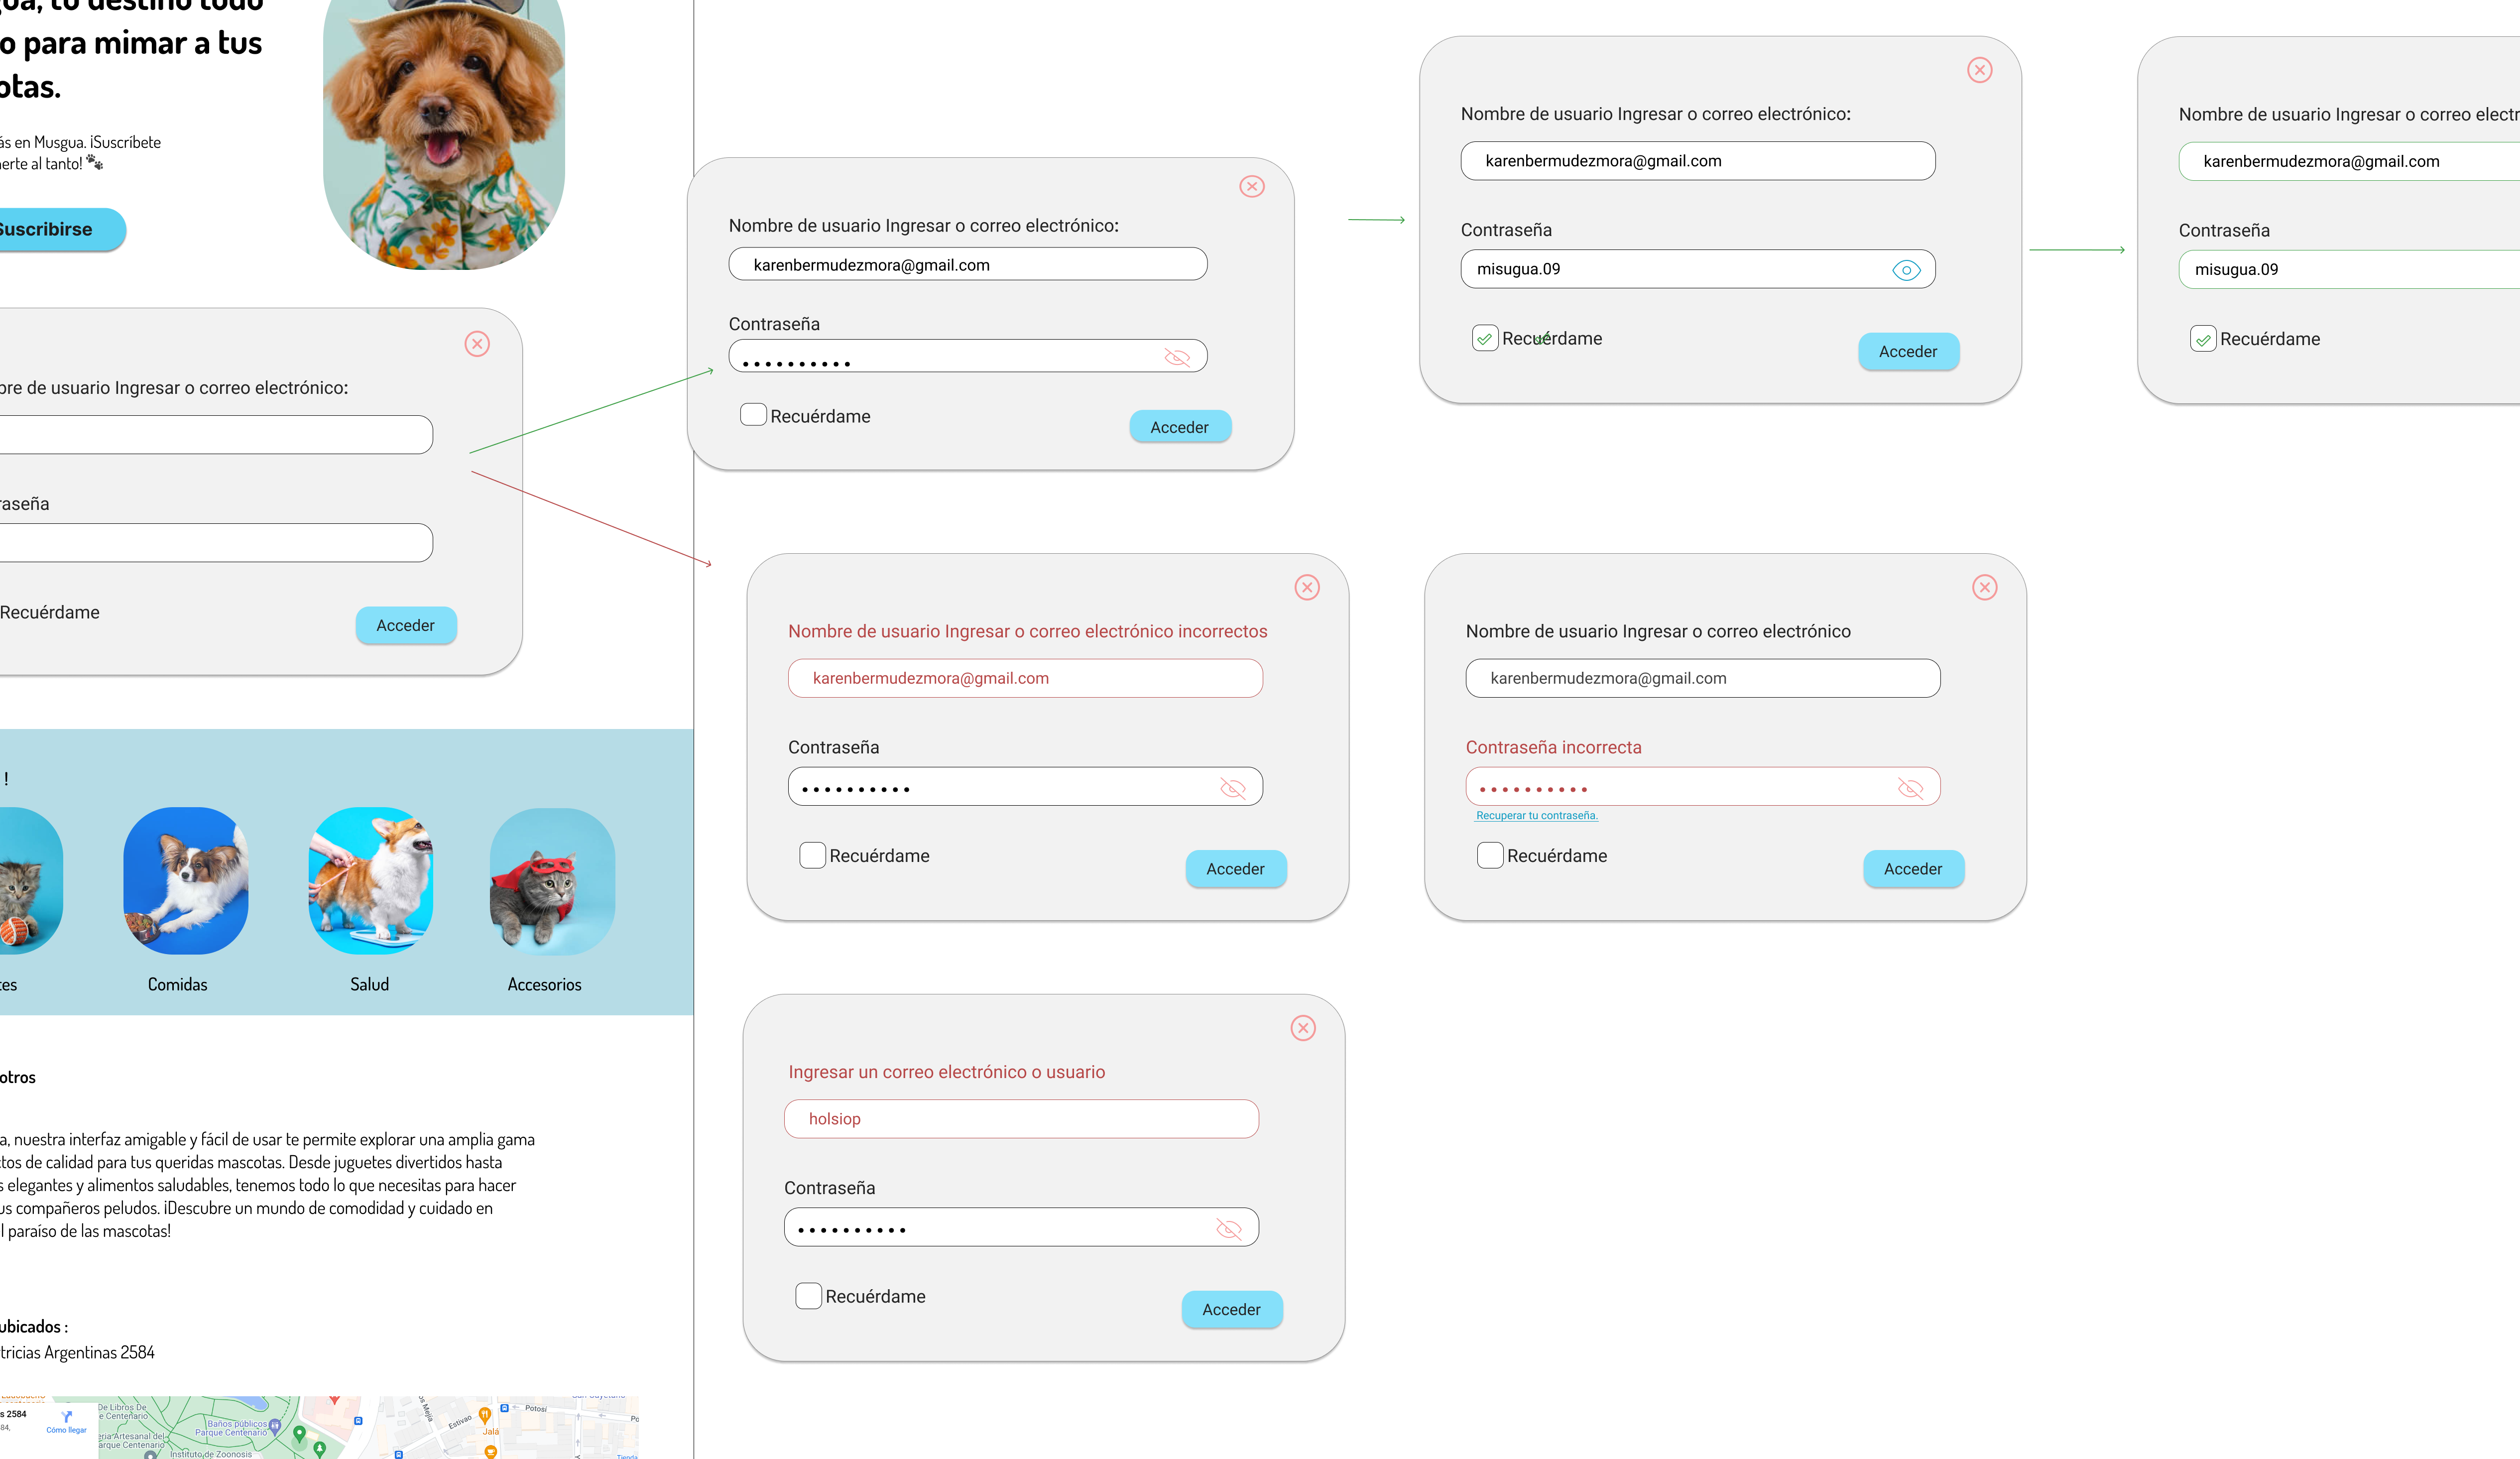 o para mimar a tus
otas.
ás en Musgua. ¡Suscríbete
nerte al tanto!
Suscribirse
bre de usuario Ingresar o correo electrónico:
raseña
Recuérdame
Acceder
!
tes
Comidas
Salud
Accesorios
otros
a, nuestra interfaz amigable y fácil de usar te permite explorar una amplia gama
tos de calidad para tus queridas mascotas. Desde juguetes divertidos hasta
s elegantes y alimentos saludables, tenemos todo lo que necesitas para hacer
us compañeros peludos. ¡Descubre un mundo de comodidad y cuidado en
l paraíso de las mascotas!
ubicados :
tricias Argentinas 2584
s 2584
84,
Cómo llegar
De Libros De
e Centenario
Baños públicos
Parque Centenario
eria Artesanal del
arque Centenario
Instituto de Zoonosis
Estivao
Potosí
Jalá
Tienda
Nombre de usuario Ingresar o correo electrónico:
karenbermudezmora@gmail.com
Contraseña
••••••••••
Recuérdame
Acceder
Nombre de usuario Ingresar o correo electrónico:
karenbermudezmora@gmail.com
Contraseña
misugua.09
Recuérdame
Acceder
Nombre de usuario Ingresar o correo electr
karenbermudezmora@gmail.com
Contraseña
misugua.09
Recuérdame
Nombre de usuario Ingresar o correo electrónico incorrectos
karenbermudezmora@gmail.com
Contraseña
••••••••••
Recuérdame
Acceder
Nombre de usuario Ingresar o correo electrónico
karenbermudezmora@gmail.com
Contraseña incorrecta
••••••••••
Recuperar tu contraseña.
Recuérdame
Acceder
Ingresar un correo electrónico o usuario
holsiop
Contraseña
••••••••••
Recuérdame
Acceder